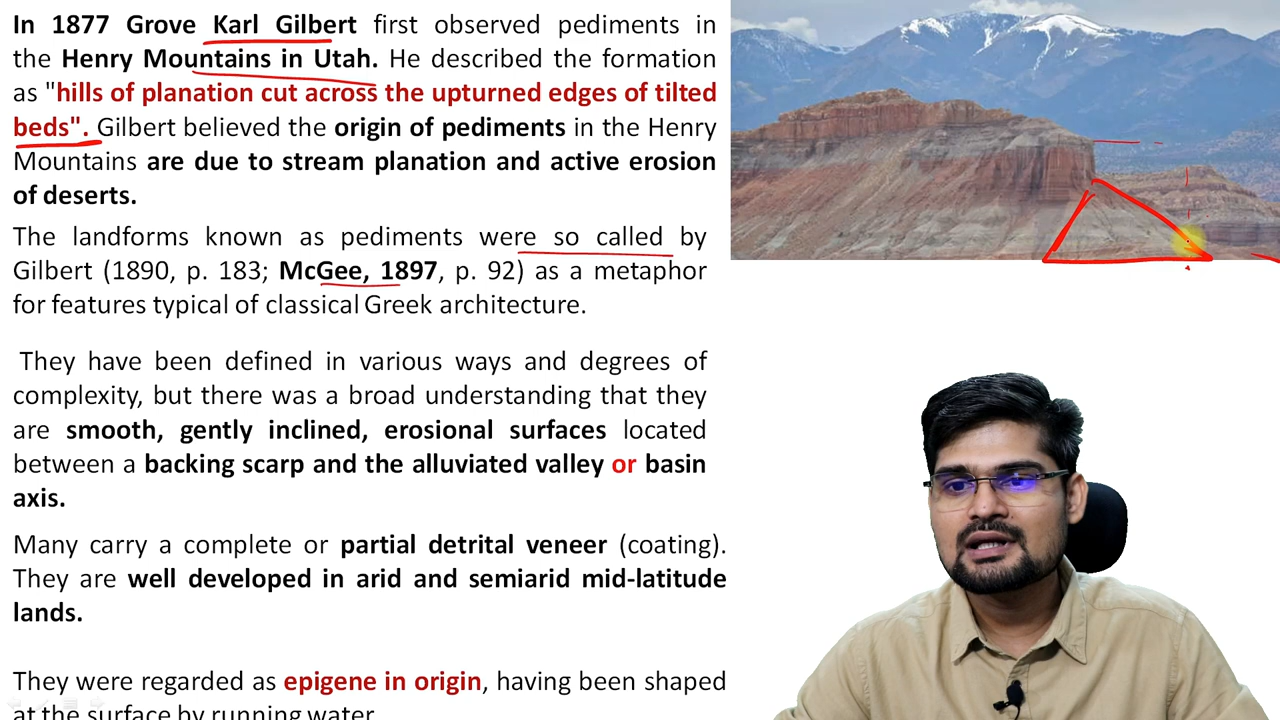 In 1877 Grove Karl Gilbert first observed pediments in
the Henry Mountains in Utah. He described the formation
as "hills of planation cut across the upturned edges of tilted
beds". Gilbert believed the origin of pediments in the Henry
Mountains are due to stream planation and active erosion
of deserts.
The landforms known as pediments were so called by
Gilbert (1890, p. 183; McGee, 1897, p. 92) as a metaphor
for features typical of classical Greek architecture.
They have been defined in various ways and degrees of
complexity, but there was a broad understanding that they
are smooth, gently inclined, erosional surfaces located
between a backing scarp and the alluviated valley or basin
axis.
Many carry a complete or partial detrital veneer (coating).
They are well developed in arid and semiarid mid-latitude
lands.
They were regarded as epigene in origin, having been shaped
at the surface by running water